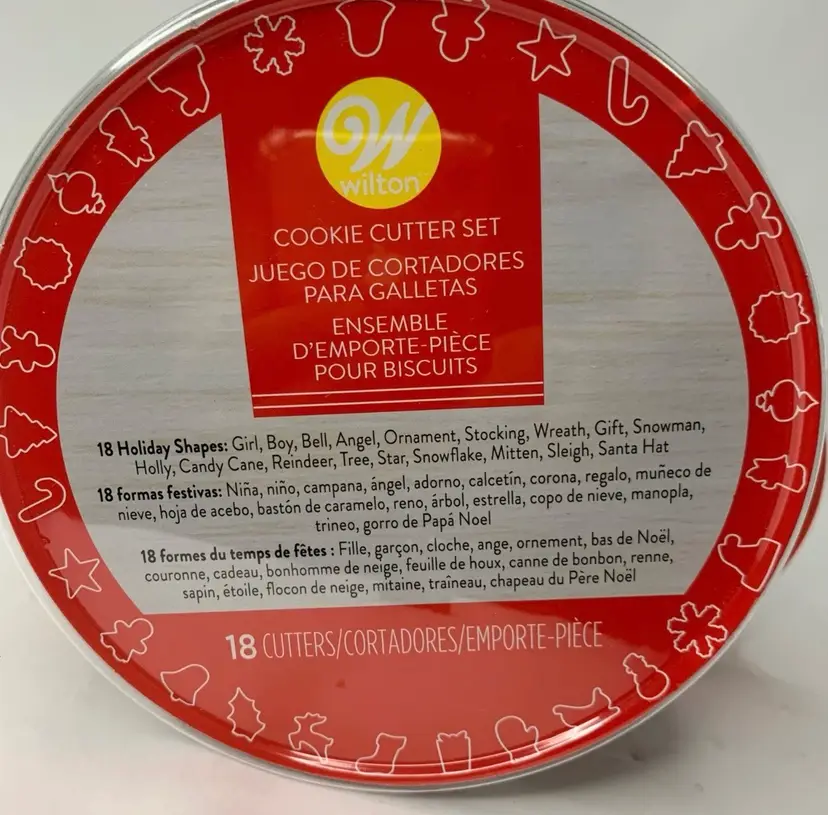 wilton
COOKIE CUTTER SET
JUEGO DE CORTADORES
PARA GALLETAS
ENSEMBLE
D'EMPORTE-PIÈCE
POUR BISCUITS
18 Holiday Shapes: Girl, Boy, Bell, Angel, Ornament, Stocking, Wreath, Gift, Snowman,
Holly, Candy Cane, Reindeer, Tree, Star, Snowflake, Mitten, Sleigh, Santa Hat
18 formas festivas: Niña, niño, campana, ángel, adorno, calcetín, corona, regalo, muñeco de
nieve, hoja de acebo, bastón de caramelo, reno, árbol, estrella, copo de nieve, manopla,
trineo, gorro de Papá Noel
18 formes du temps de fêtes : Fille, garçon, cloche, ange, ornement, bas de Noël,
couronne, cadeau, bonhomme de neige, feuille de houx, canne de bonbon, renne,
sapin, étoile, flocon de neige, mitaine, traîneau, chapeau du Père Noël
18 CUTTERS/CORTADORES/EMPORTE-PIÈCE